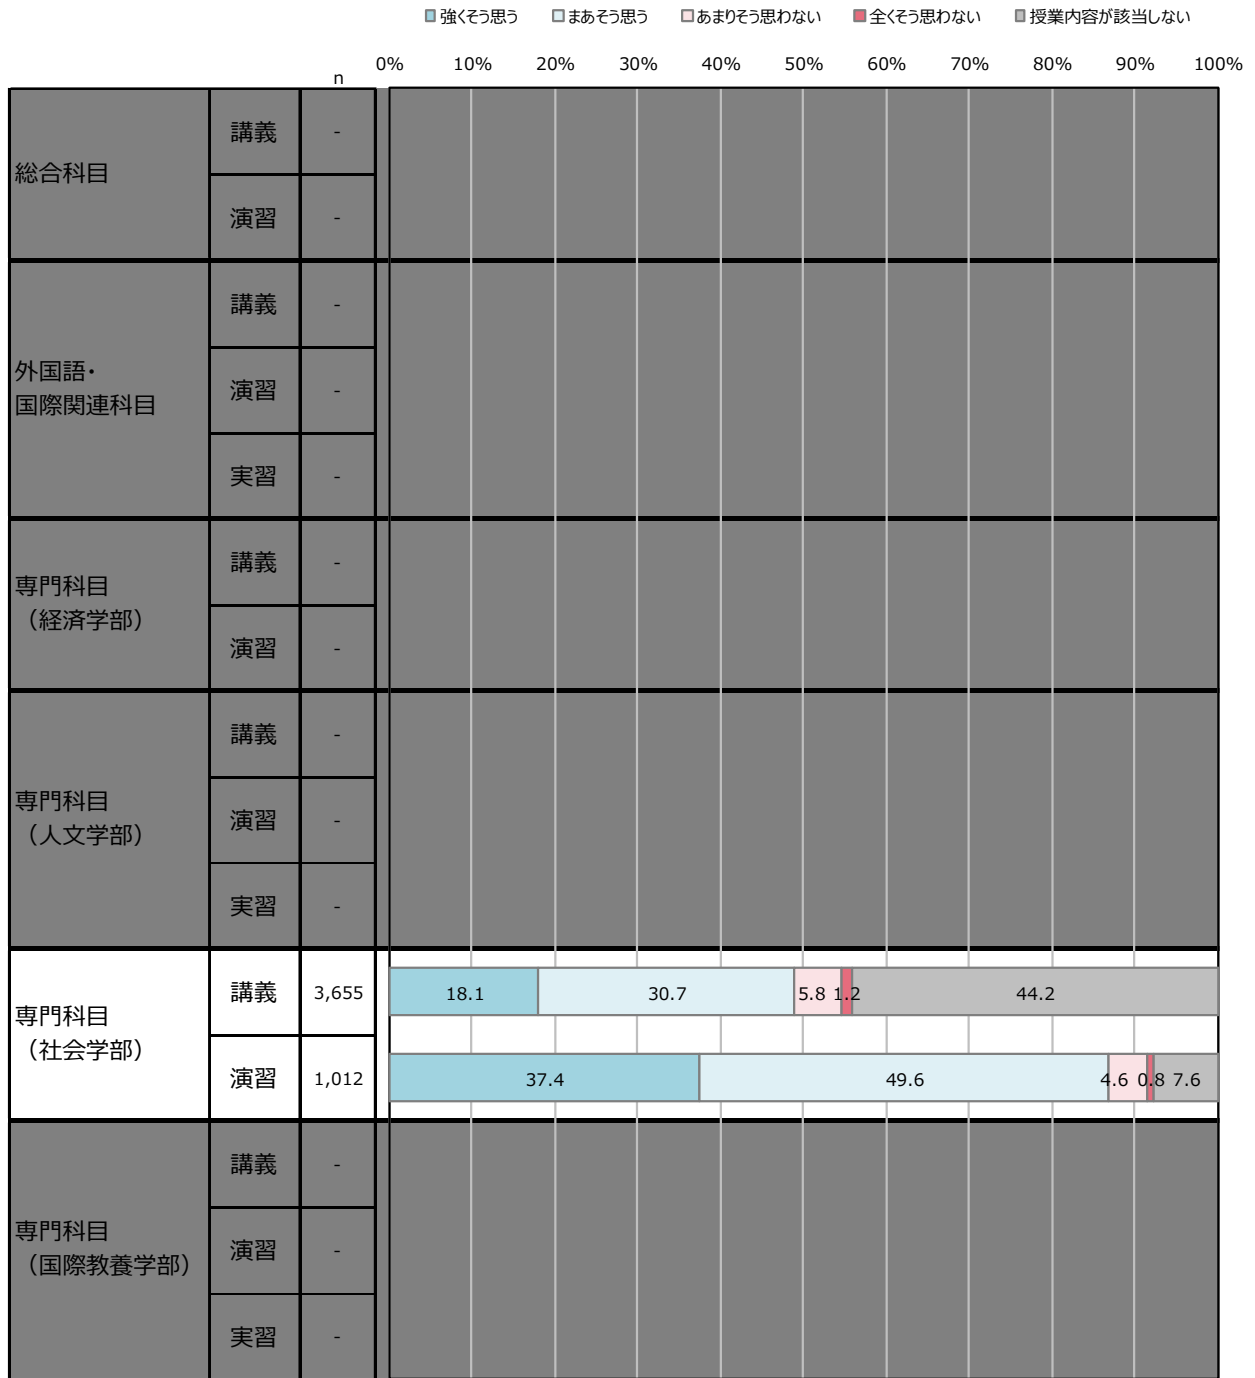 強くそう思う まあそう思う あまりそう思わない 全くそう思わない 授業内容が該当しない
n 0% 10% 20% 30% 40% 50% 60% 70% 80% 90% 100%
総合科目
講義 -
演習 -
外国語・
国際関連科目
講義 -
演習 -
実習 -
専門科目
（経済学部）
講義 -
演習 -
専門科目
（人文学部）
講義 -
演習 -
実習 -
専門科目
（社会学部）
講義 3,655 18.1 30.7 5.8 1.2 44.2
演習 1,012 37.4 49.6 4.6 0.8 7.6
専門科目
（国際教養学部）
講義 -
演習 -
実習 -